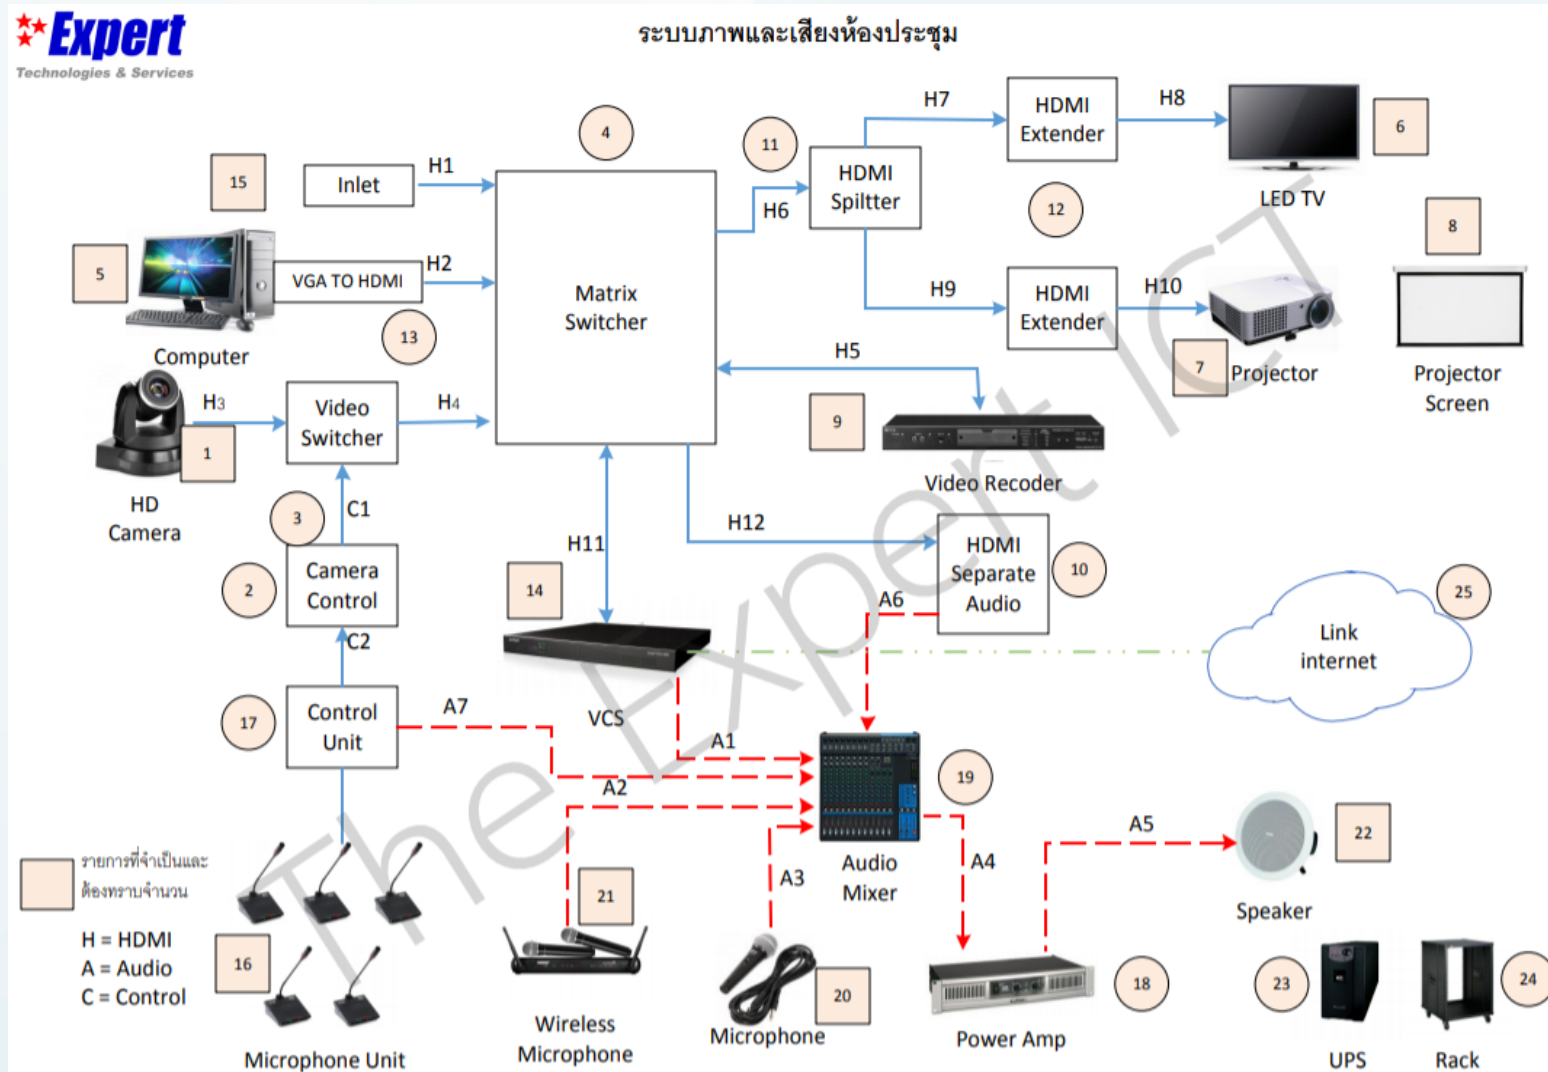 Expert
Technologies & Services
ระบบภาพและเสียงห้องประชุม
4
11
H7
HDMI
Extender
H8
6
LED TV
15
Inlet
H1
HDMI
Spiltter
H6
12
8
5
VGA TO HDMI
H2
13
Computer
Matrix
Switcher
H9
HDMI
Extender
H10
7
Projector
Projector
Screen
H5
9
Video Recoder
H3
1
HD
Camera
Video
Switcher
H4
C1
3
2
Camera
Control
C2
17
Control
Unit
A7
H11
14
VCS
H12
HDMI
Separate
Audio
10
A6
25
Link
internet
A1
A2
19
Audio
Mixer
A3
A4
A5
22
Speaker
รายการที่จำเป็นและ
ต้องทราบจำนวน
H = HDMI
A = Audio
C = Control
16
Microphone Unit
21
Wireless
Microphone
20
Microphone
18
Power Amp
23
UPS
24
Rack
The Expert ICT